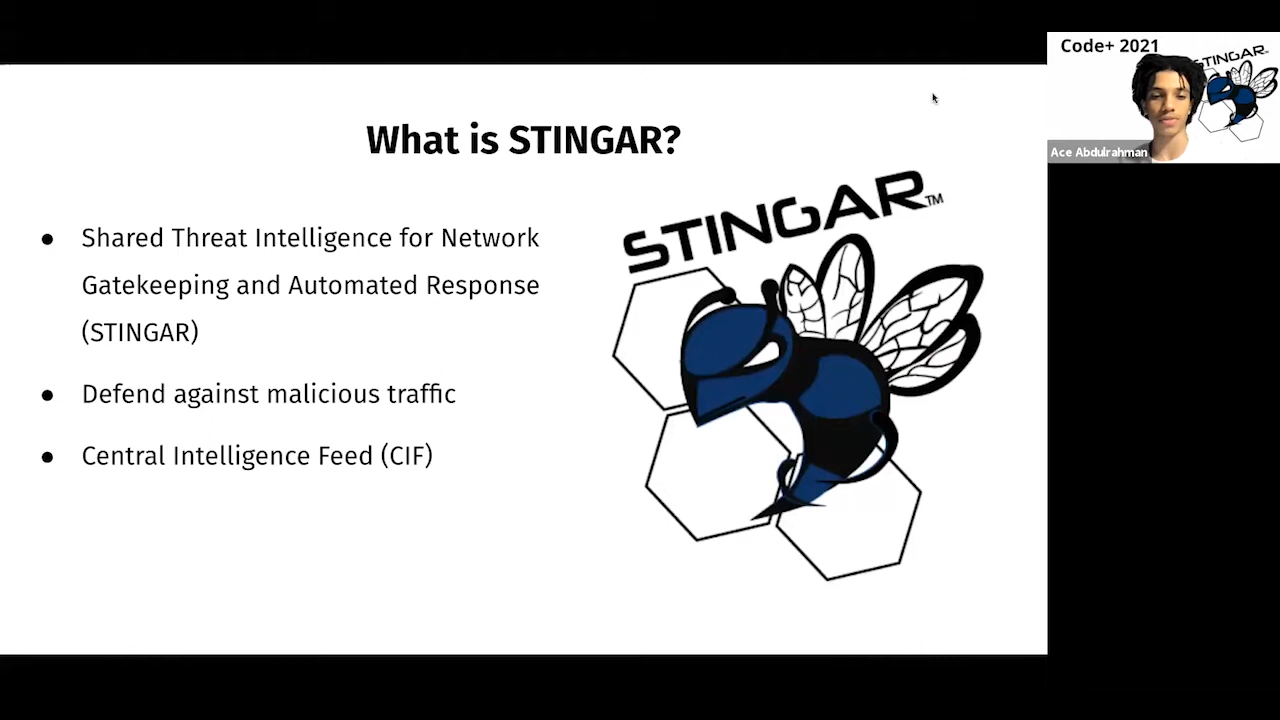 What is STINGAR?
● Shared Threat Intelligence for Network
Gatekeeping and Automated Response
(STINGAR)
● Defend against malicious traffic
● Central Intelligence Feed (CIF)
STINGAR™
Code+ 2021
STINGAR™
Ace Abdulrahman